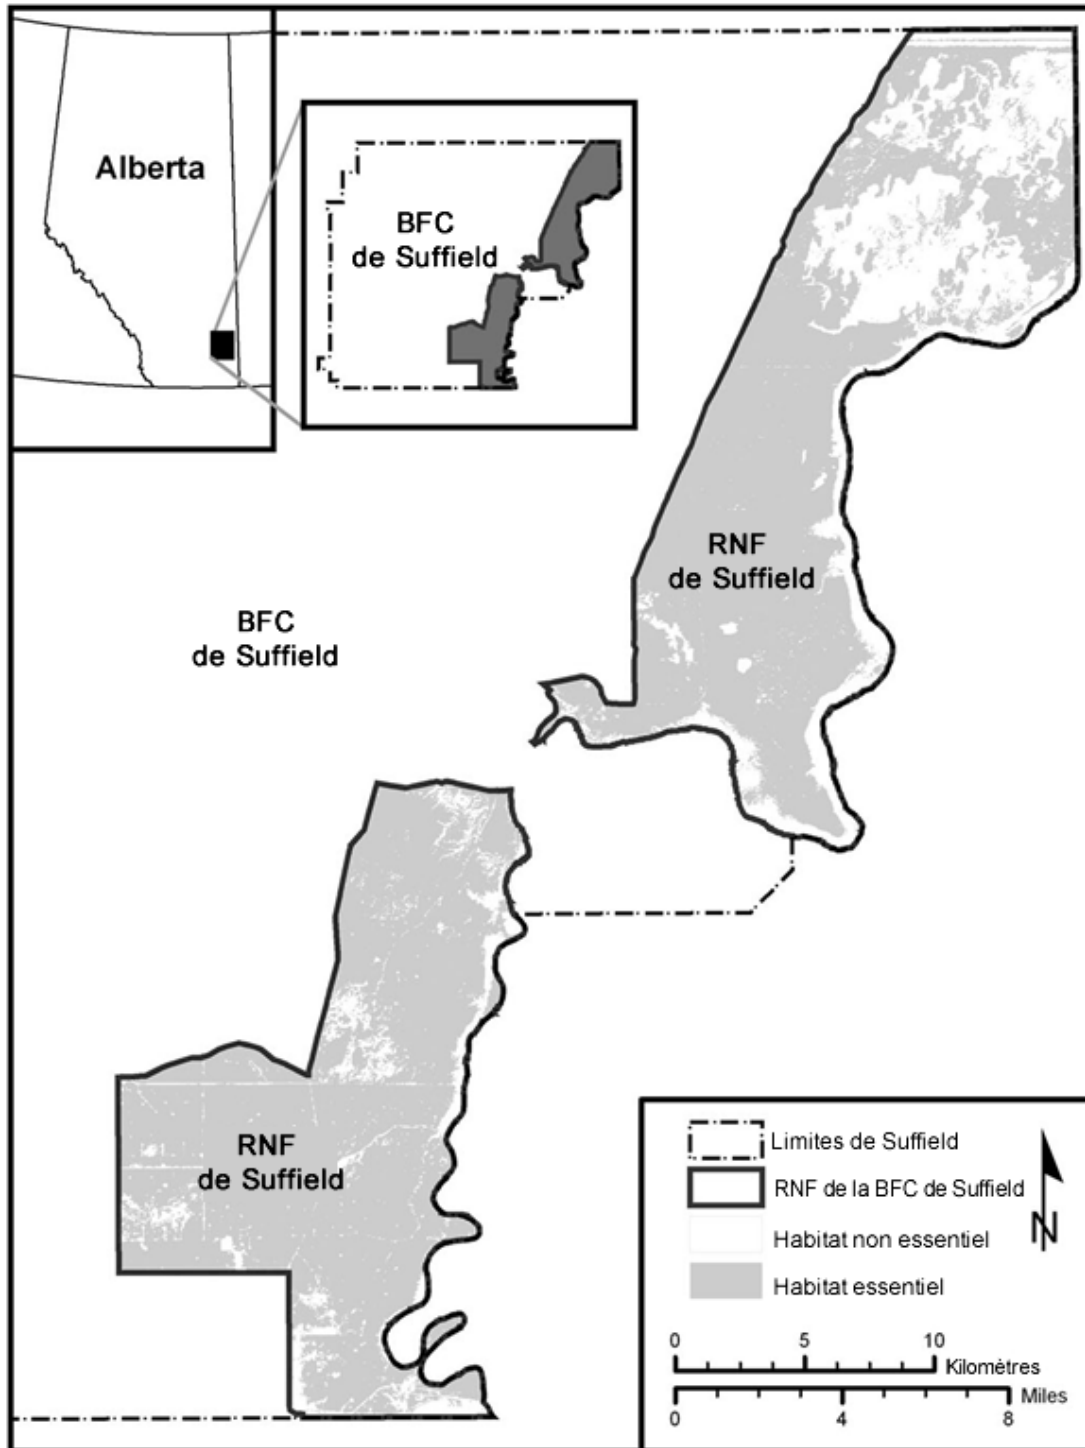 Alberta
BFC
de Suffield
RNF
de Suffield
BFC
de Suffield
RNF
de Suffield
Limites de Suffield
RNF de la BFC de Suffield
Habitat non essentiel
Habitat essentiel
N
0 5 10
Kilomètres
Miles
0 4 8